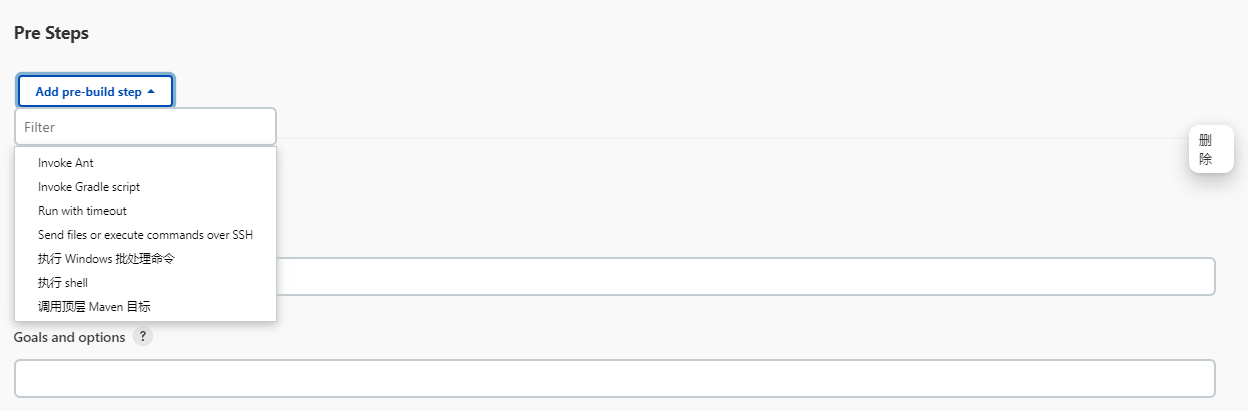 Pre Steps
Add pre-build step
Filter
删
除
Invoke Ant
Invoke Gradle script
Run with timeout
Send files or execute commands over SSH
执行 Windows 批处理命令
执行 shell
调用顶层 Maven 目标
Goals and options ?